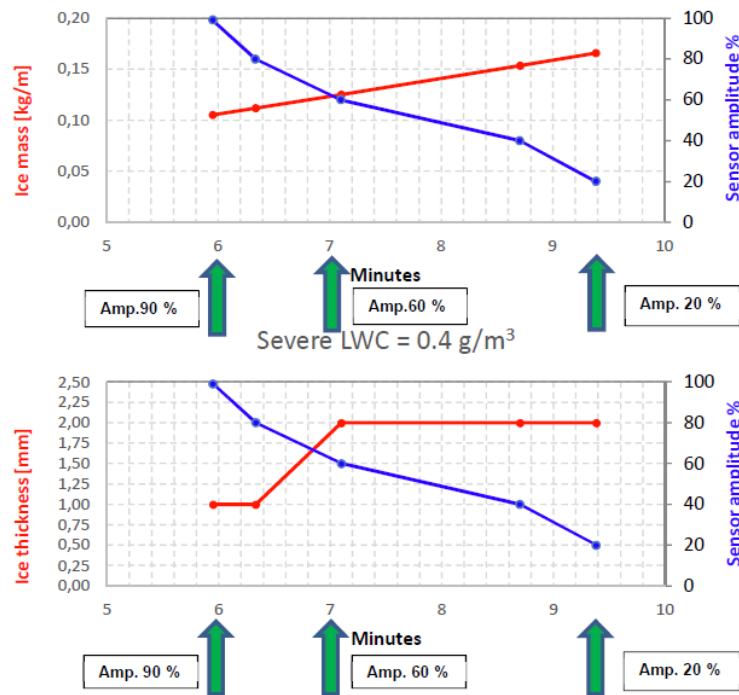 0,20
0,15
0,10
0,05
0,00
Ice mass [kg/m]
100
80
60
40
20
0
Sensor amplitude %
5 6 7 8 9 10
Minutes
Amp.90 %
Amp.60 %
Amp. 20 %
Severe LWC = 0.4 g/m³
2,50
2,25
2,00
1,75
1,50
1,25
1,00
0,75
0,50
0,25
0,00
Ice thickness [mm]
100
80
60
40
20
0
Sensor amplitude %
5 6 7 8 9 10
Minutes
Amp. 90 %
Amp. 60 %
Amp. 20 %